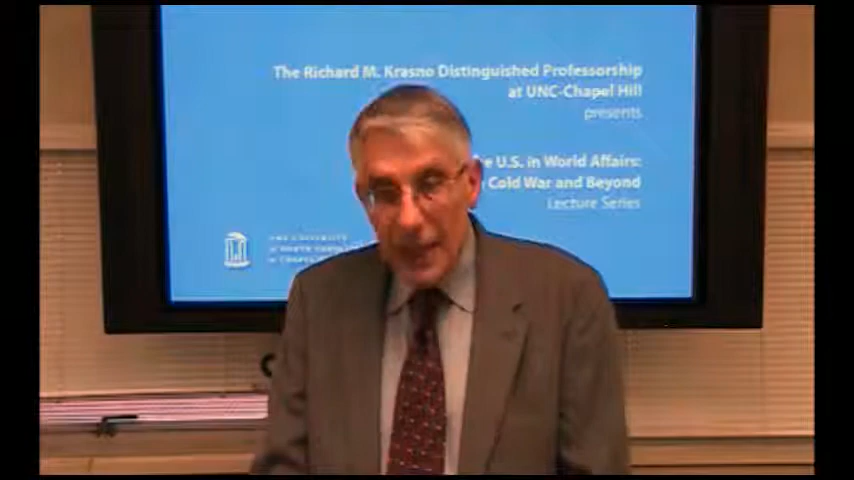 The Richard M. Krasno Distinguished Professorship
at UNC-Chapel Hill
presents
U.S. in World Affairs:
Cold War and Beyond
Lecture Series